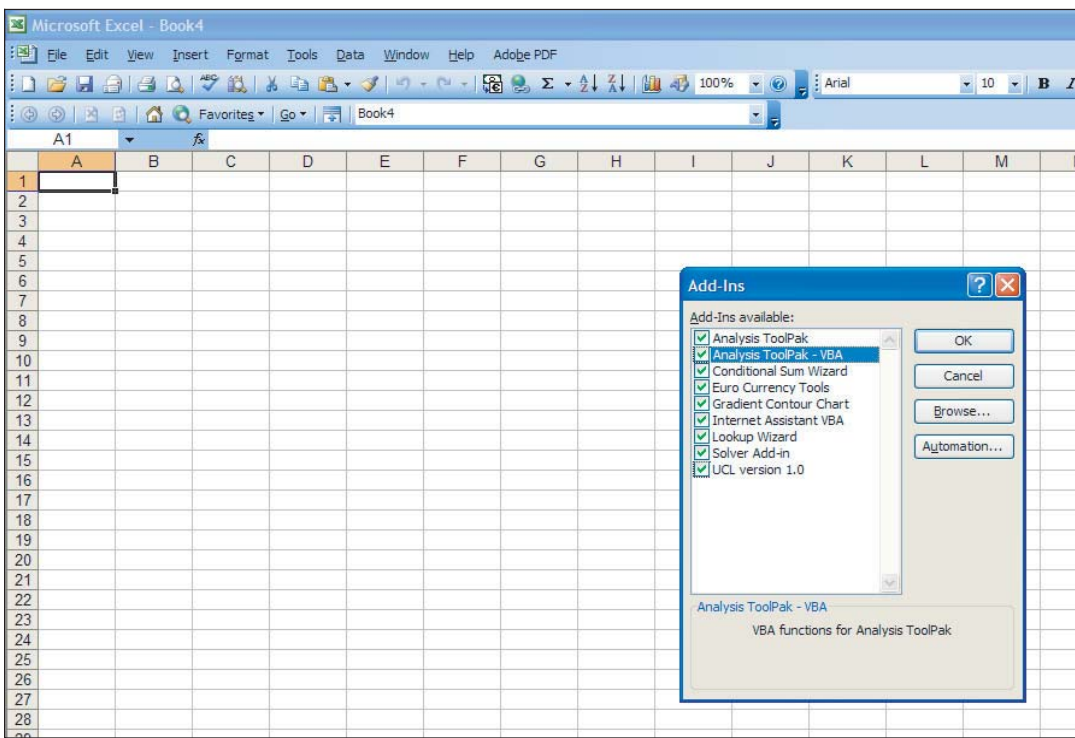 Microsoft Excel - Book4
File Edit View Insert Format Tools Data Window Help Adobe PDF
100% Arial 10 B I
Favorites Go Book4
A1 fx
A B C D E F G H I J K L M
1
2
3
4
5
6
7
8
9
10
11
12
13
14
15
16
17
18
19
20
21
22
23
24
25
26
27
28
29
Add-Ins
Add-Ins available:
Analysis ToolPak
Analysis ToolPak - VBA
Conditional Sum Wizard
Euro Currency Tools
Gradient Contour Chart
Internet Assistant VBA
Lookup Wizard
Solver Add-in
UCL version 1.0
OK
Cancel
Browse...
Automation...
Analysis ToolPak - VBA
VBA functions for Analysis ToolPak